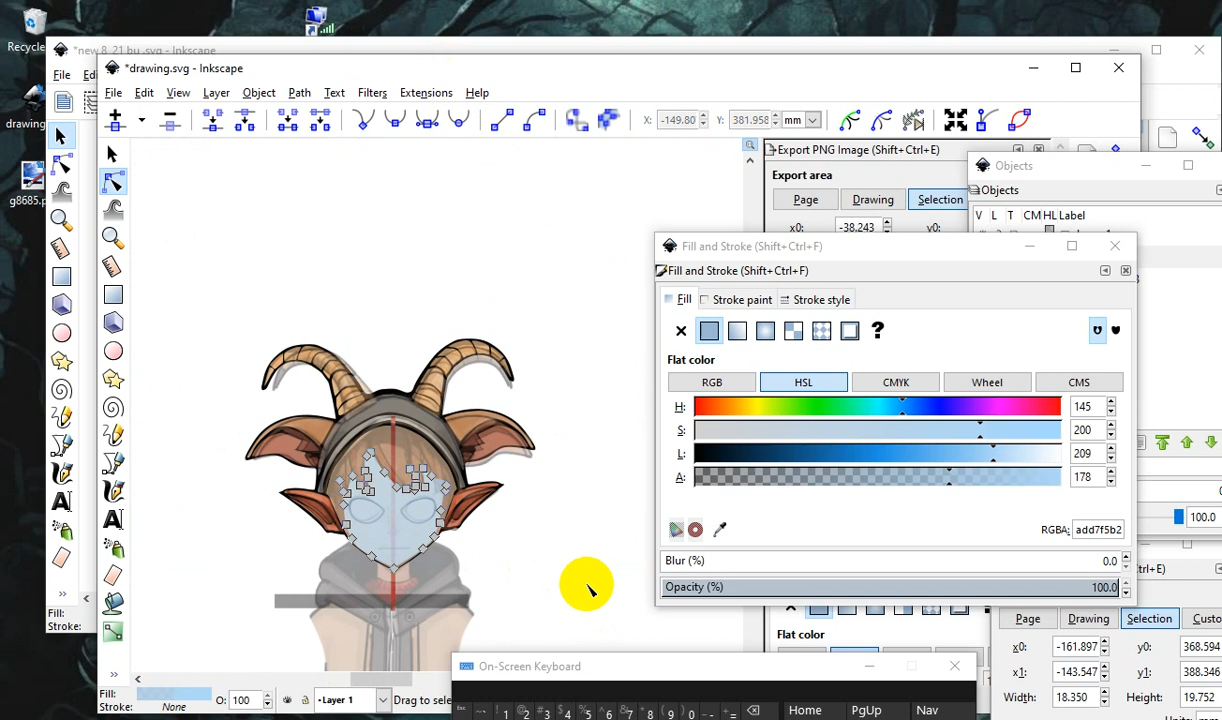 Recycle
*new 8_21 bu .svg - Inkscape
File
*drawing.svg - Inkscape
File Edit View Layer Object Path Text Filters Extensions Help
X: -149.80 Y: 381.958 mm
drawing
g8685.p
Export PNG Image (Shift+Ctrl+E)
Export area
Page Drawing Selection
x0: -38.243 y0:
Objects
Objects
V L T CM HL Label
Fill and Stroke (Shift+Ctrl+F)
Fill and Stroke (Shift+Ctrl+F)
Fill Stroke paint Stroke style
?
Flat color
RGB HSL CMYK Wheel CMS
H: 145
S: 200
L: 209
A: 178
RGBA: add7f5b2
Blur (%) 0.0
Opacity (%) 100.0
100.0
trl+E)
Flat color
Page Drawing Selection Custo
x0: -161.897 y0: 368.594
x1: -143.547 y1: 388.346
Width: 18.350 Height: 19.752
Fill:
Stroke:
Fill:
Stroke: None
O: 100 Layer 1 Drag to sele
On-Screen Keyboard
Home PgUp Nav